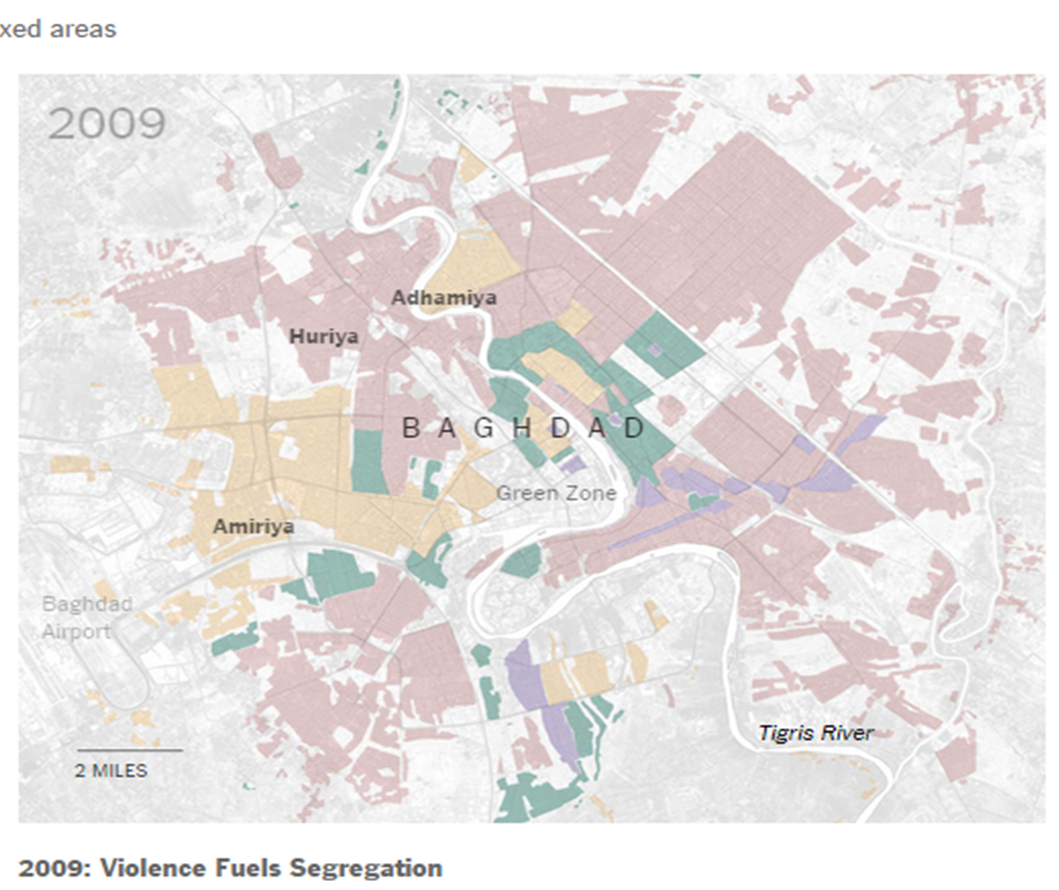 xed areas
2009
Adhamiya
Huriya
BAGHDAD
Green Zone
Amiriya
Baghdad
Airport
Tigris River
2 MILES
2009: Violence Fuels Segregation